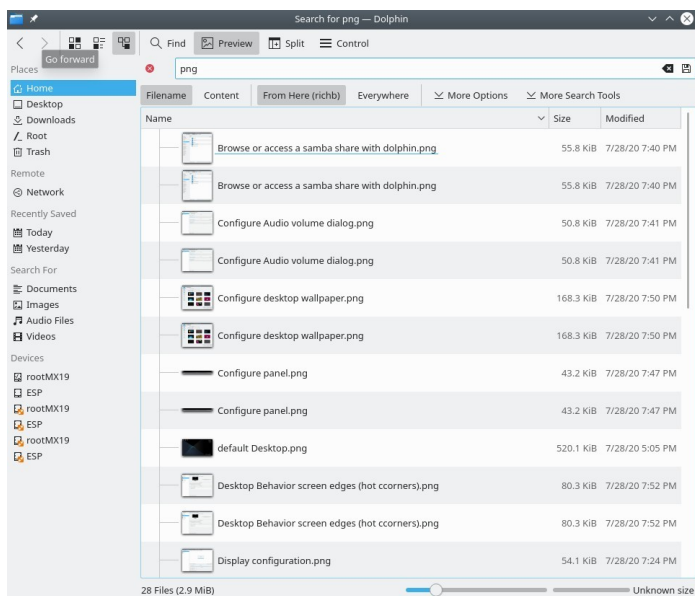 Search for png — Dolphin
Find Preview Split Control
Go forward
Places
Home
Desktop
Downloads
Root
Trash
Remote
Network
Recently Saved
Today
Yesterday
Search For
Documents
Images
Audio Files
Videos
Devices
rootMX19
ESP
rootMX19
ESP
rootMX19
ESP
png
Filename Content From Here (richb) Everywhere More Options More Search Tools
Name Size Modified
Browse or access a samba share with dolphin.png 55.8 KiB 7/28/20 7:40 PM
Browse or access a samba share with dolphin.png 55.8 KiB 7/28/20 7:40 PM
Configure Audio volume dialog.png 50.8 KiB 7/28/20 7:41 PM
Configure Audio volume dialog.png 50.8 KiB 7/28/20 7:41 PM
Configure desktop wallpaper.png 168.3 KiB 7/28/20 7:50 PM
Configure desktop wallpaper.png 168.3 KiB 7/28/20 7:50 PM
Configure panel.png 43.2 KiB 7/28/20 7:47 PM
Configure panel.png 43.2 KiB 7/28/20 7:47 PM
default Desktop.png 520.1 KiB 7/28/20 5:05 PM
Desktop Behavior screen edges (hot ccorners).png 80.3 KiB 7/28/20 7:52 PM
Desktop Behavior screen edges (hot ccorners).png 80.3 KiB 7/28/20 7:52 PM
Display configuration.png 54.1 KiB 7/28/20 7:24 PM
28 Files (2.9 MiB) Unknown size